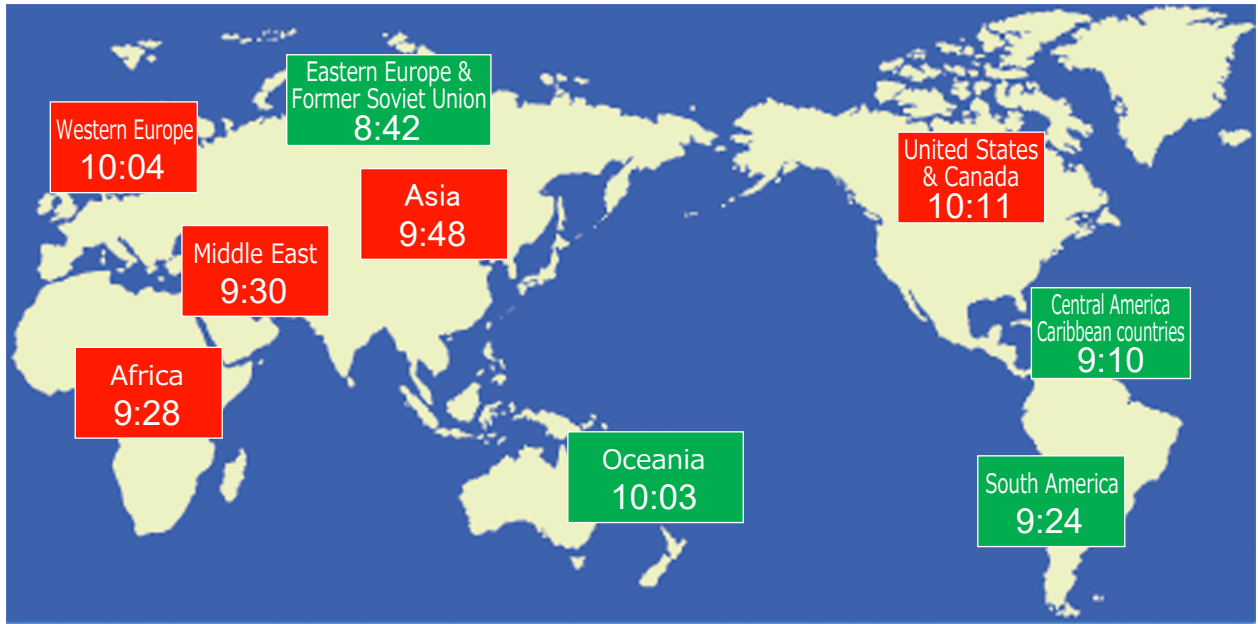 Eastern Europe &
Former Soviet Union
8:42
Western Europe
10:04
United States
& Canada
10:11
Asia
9:48
Middle East
9:30
Central America
Caribbean countries
9:10
Africa
9:28
Oceania
10:03
South America
9:24